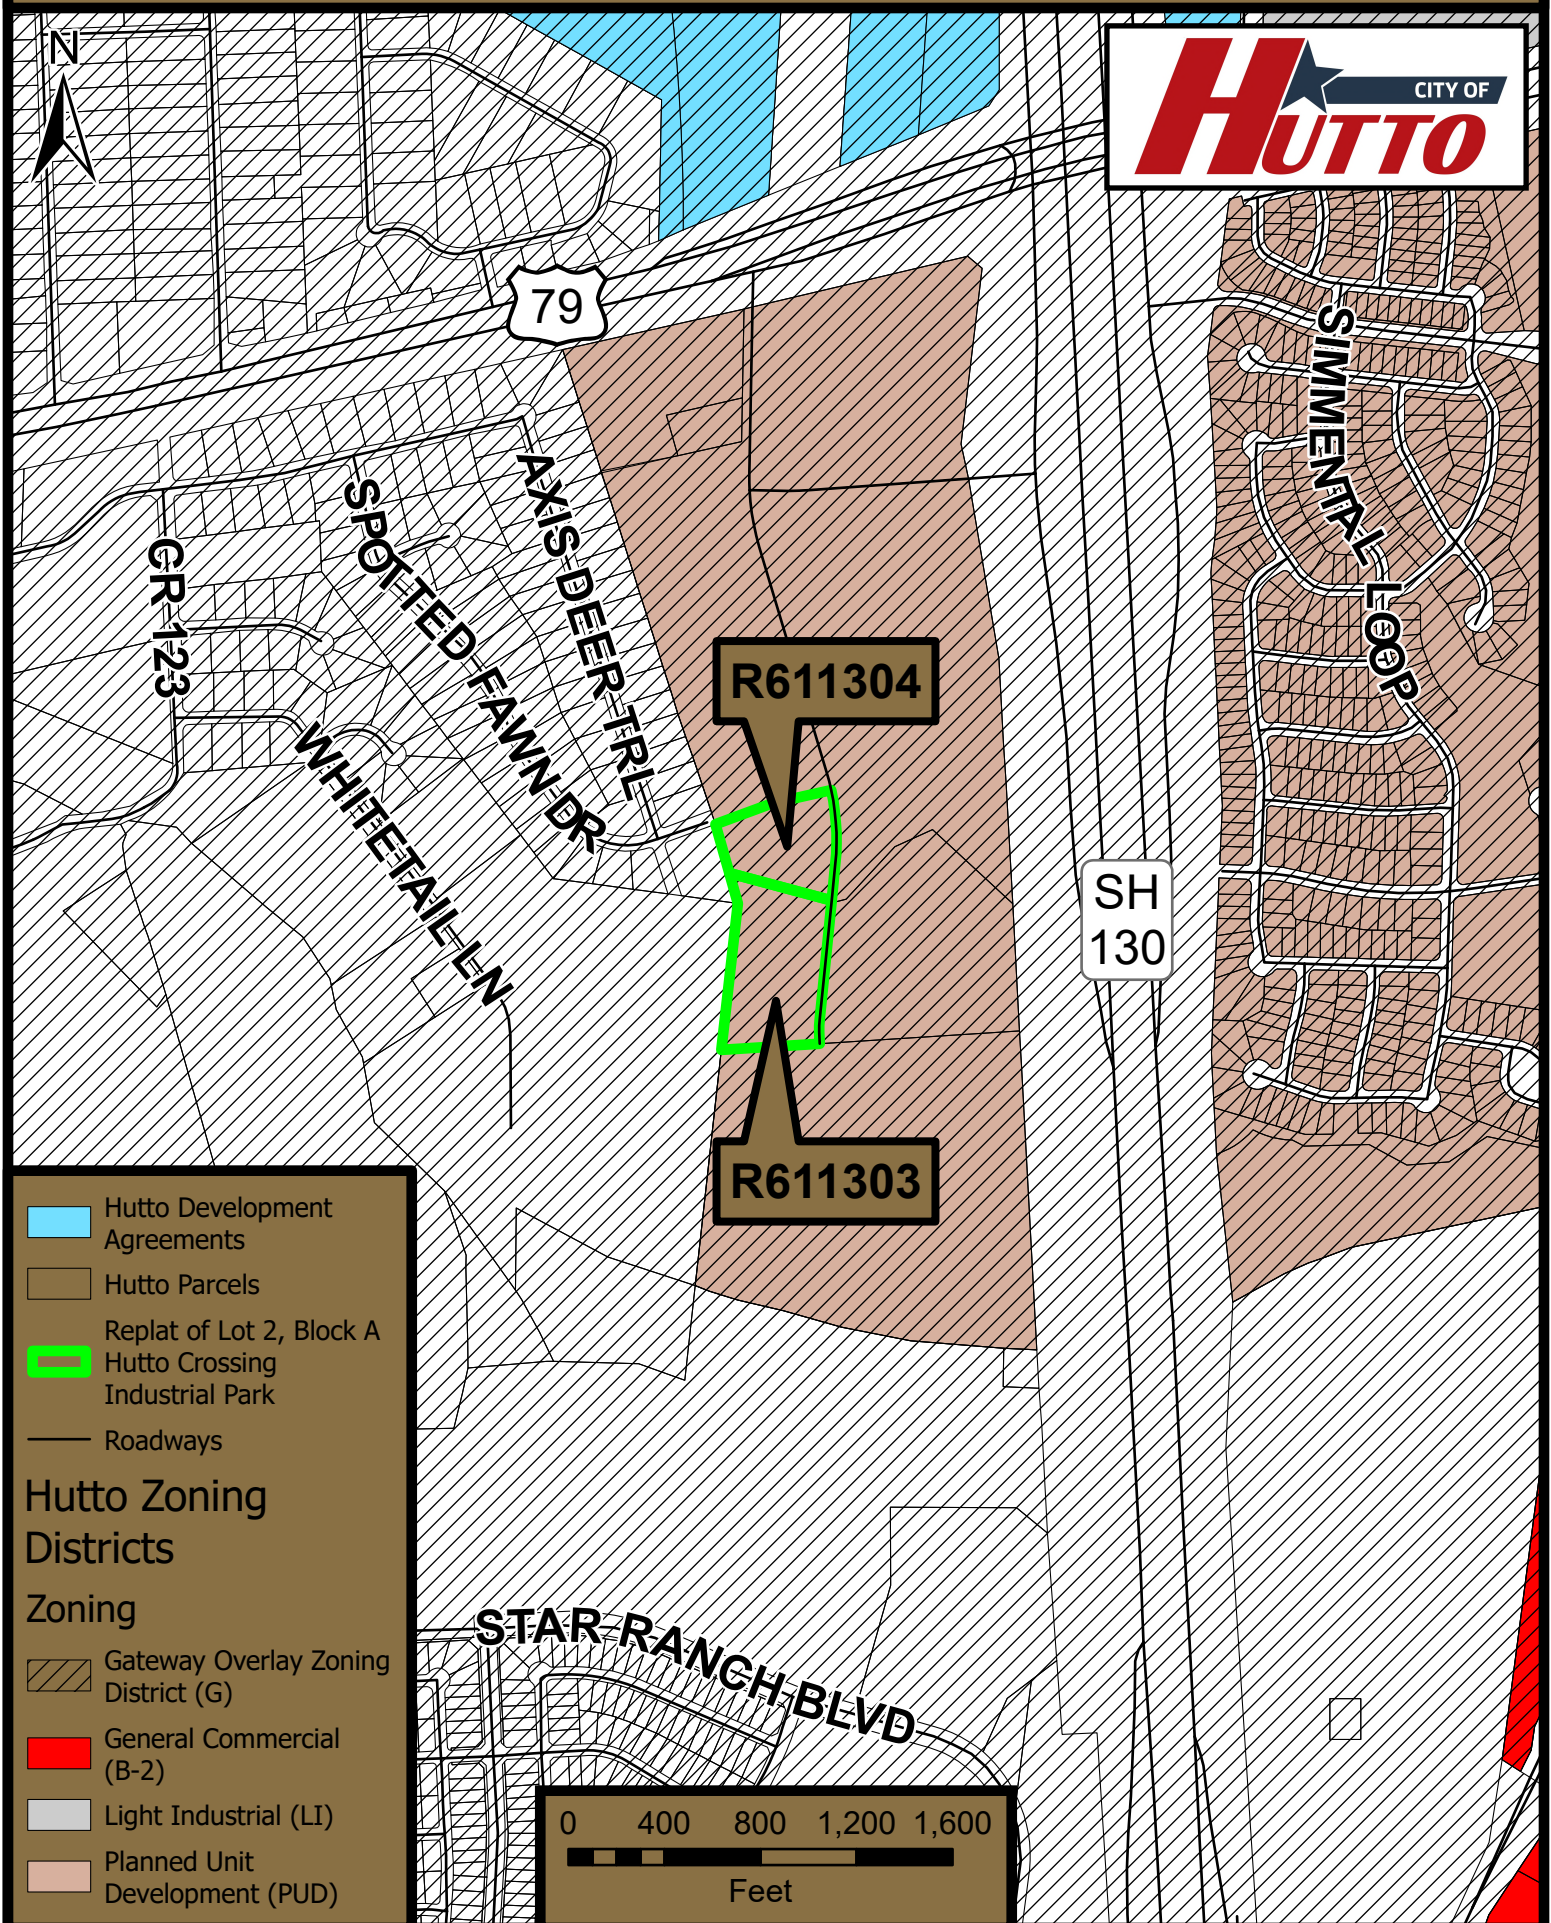 N
CITY OF
HUTTO
79
SIMMENTAL LOOP
AXIS DEER TRL
SPOTTED FAWN DR
CR 123
WHITETAIL LN
R611304
SH
130
R611303
Hutto Development
Agreements
Hutto Parcels
Replat of Lot 2, Block A
Hutto Crossing
Industrial Park
Roadways
Hutto Zoning
Districts
Zoning
Gateway Overlay Zoning
District (G)
General Commercial
(B-2)
Light Industrial (LI)
Planned Unit
Development (PUD)
STAR RANCH BLVD
0 400 800 1,200 1,600
Feet